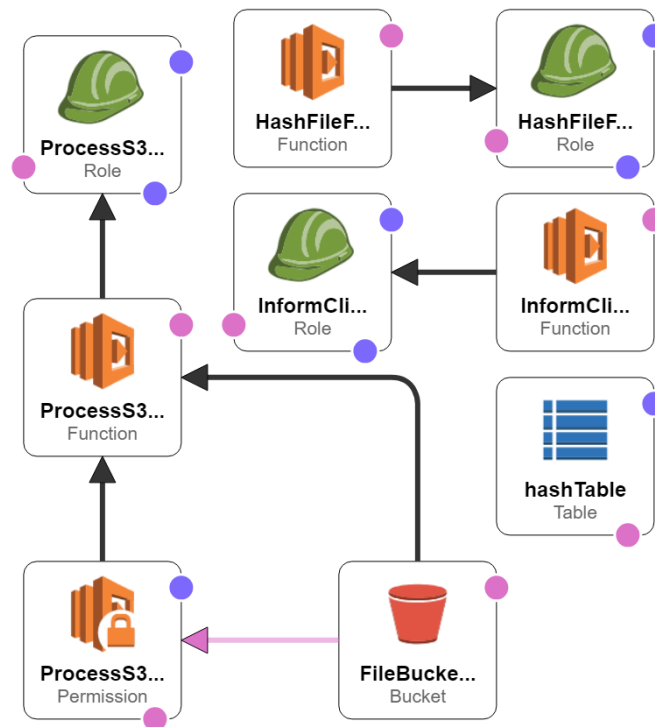 ProcessS3...
Role
HashFileF...
Function
HashFileF...
Role
InformCli...
Role
InformCli...
Function
ProcessS3...
Function
hashTable
Table
ProcessS3...
Permission
FileBucke...
Bucket